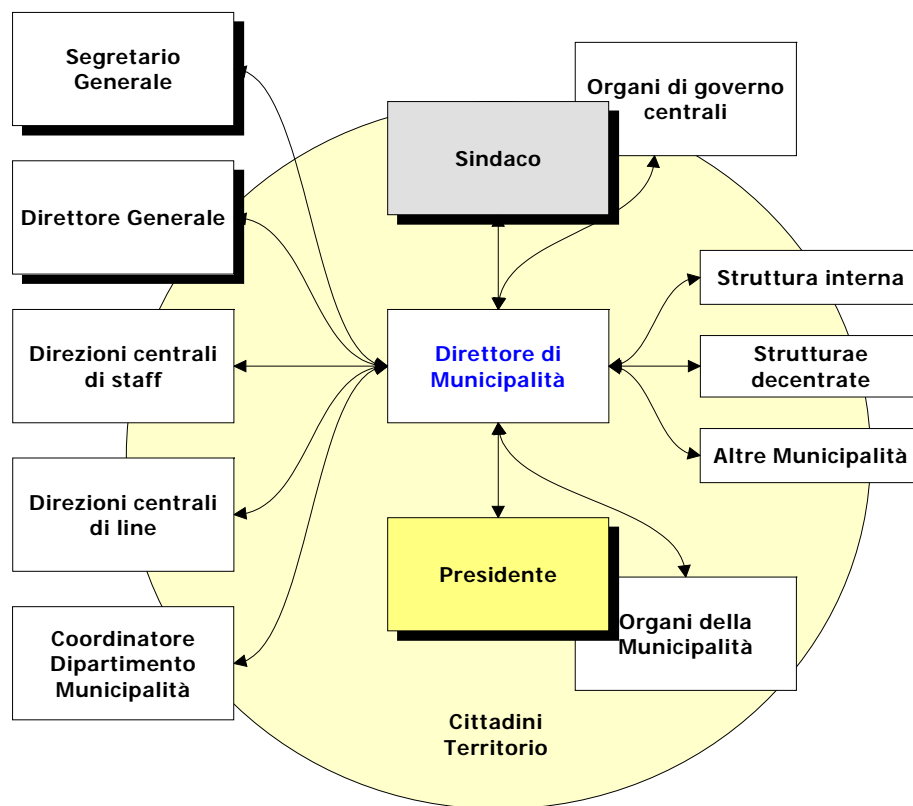 Segretario
Generale
Organi di governo
centrali
Sindaco
Direttore Generale
Struttura interna
Direzioni centrali
di staff
Direttore di
Municipalità
Strutturae
decentrate
Altre Municipalità
Direzioni centrali
di line
Presidente
Coordinatore
Dipartimento
Municipalità
Organi della
Municipalità
Cittadini
Territorio